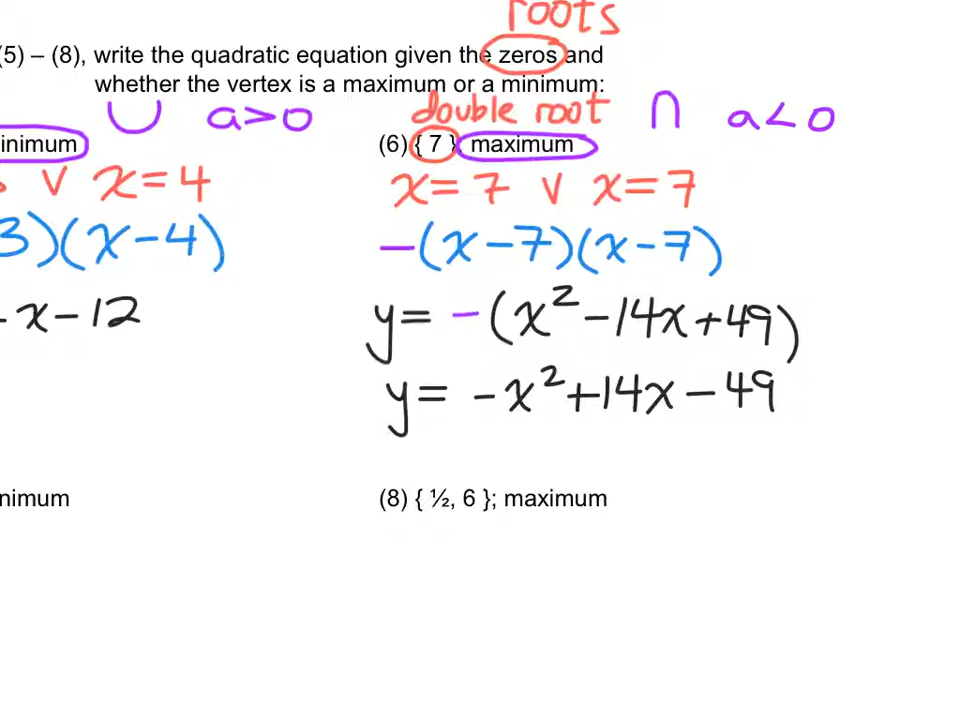 roots
(5) – (8), write the quadratic equation given the zeros and
whether the vertex is a maximum or a minimum:
∪ a>0
double root ∩ a<0
(6) { 7 } maximum
∨ x=4
x=7 ∨ x=7
3)(x-4)
-(x-7)(x-7)
-x-12
y= -(x²-14x+49)
y= -x²+14x-49
(8) { ½, 6 }; maximum